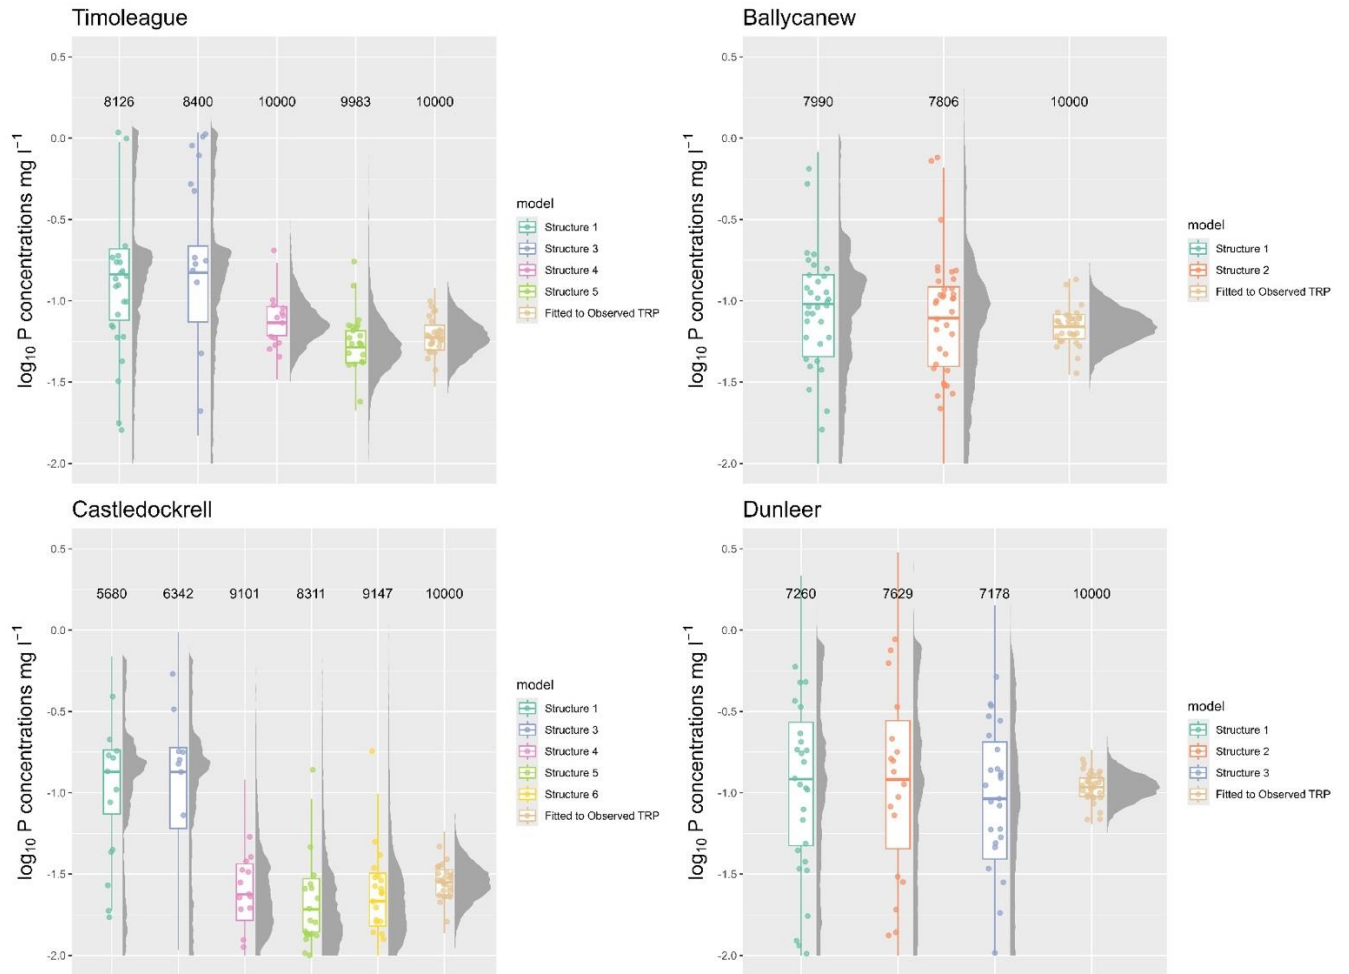 Timoleague
0.5
0.0
-0.5
-1.0
-1.5
-2.0
log10 P concentrations mg l−1
8126 8400 10000 9983 10000
model
Structure 1
Structure 3
Structure 4
Structure 5
Fitted to Observed TRP
Ballycanew
0.5
0.0
-0.5
-1.0
-1.5
-2.0
log10 P concentrations mg l−1
7990 7806 10000
model
Structure 1
Structure 2
Fitted to Observed TRP
Castledockrell
0.5
0.0
-0.5
-1.0
-1.5
-2.0
log10 P concentrations mg l−1
5680 6342 9101 8311 9147 10000
model
Structure 1
Structure 3
Structure 4
Structure 5
Structure 6
Fitted to Observed TRP
Dunleer
0.5
0.0
-0.5
-1.0
-1.5
-2.0
log10 P concentrations mg l−1
7260 7629 7178 10000
model
Structure 1
Structure 2
Structure 3
Fitted to Observed TRP